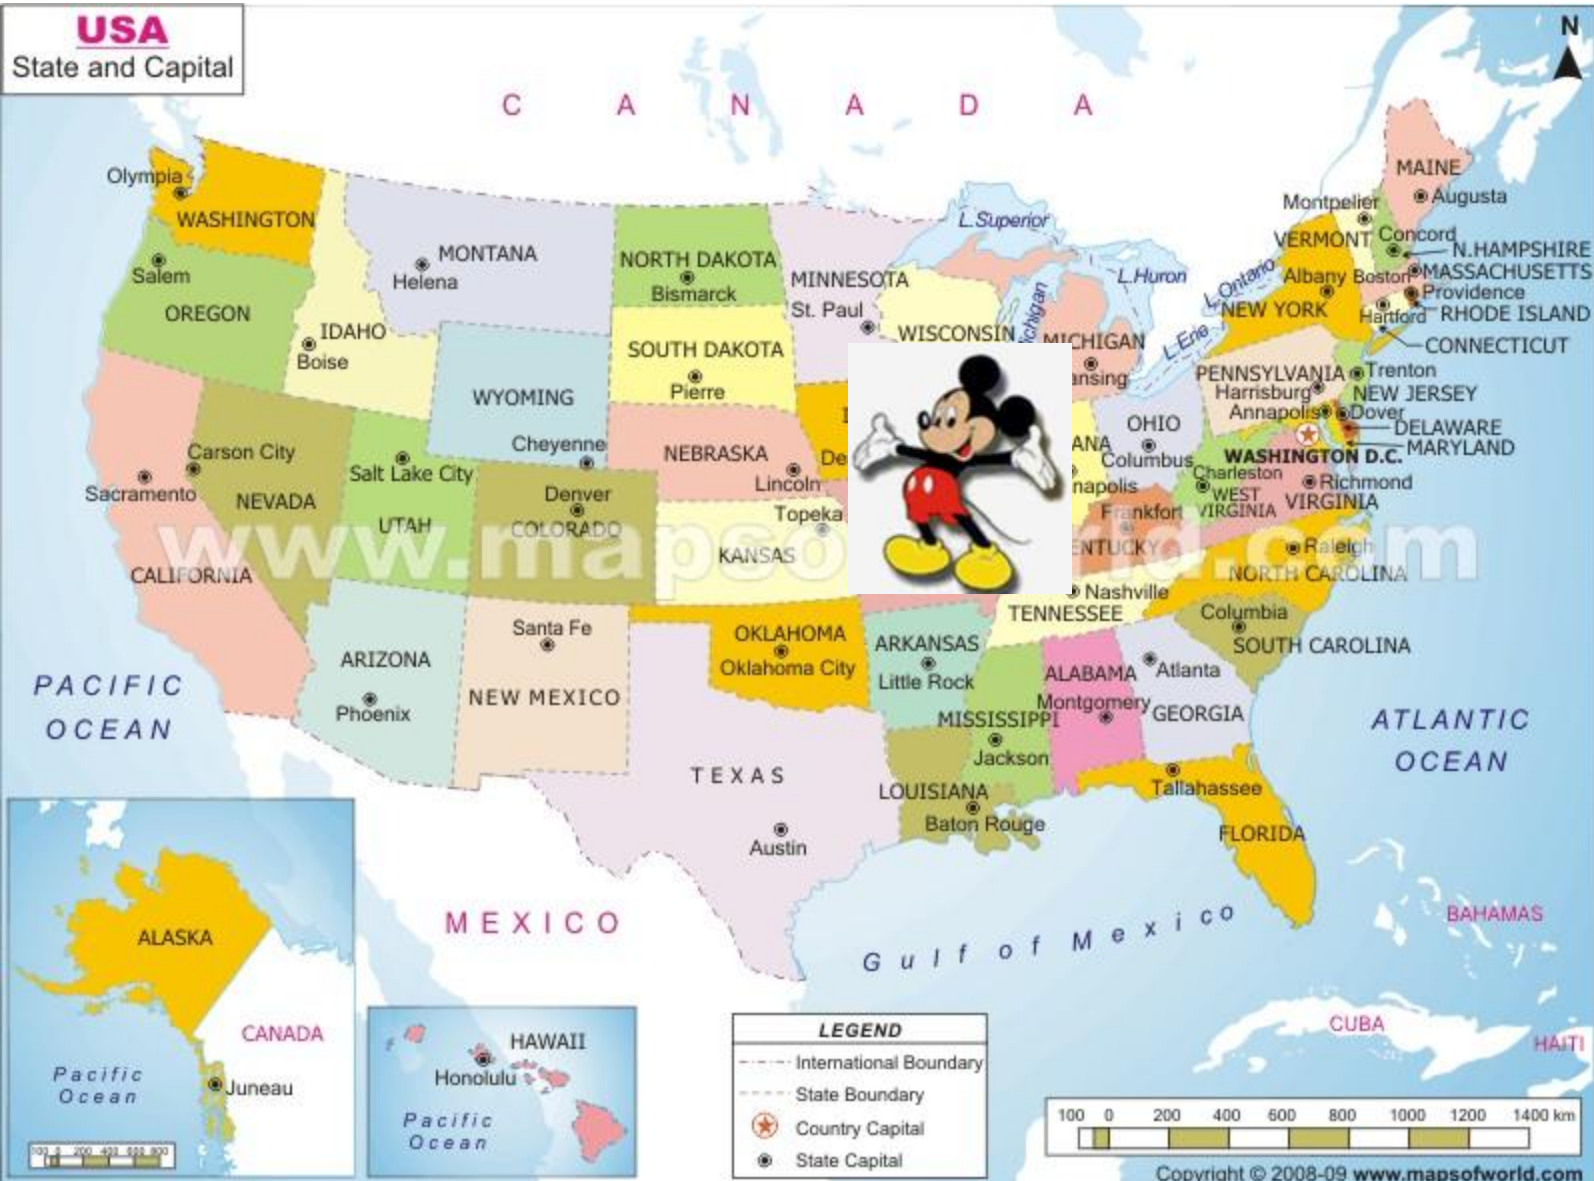 USA
State and Capital
N
C A N A D A
Olympia
WASHINGTON
Salem
OREGON
MONTANA
Helena
IDAHO
Boise
NORTH DAKOTA
Bismarck
MINNESOTA
St. Paul
SOUTH DAKOTA
Pierre
WISCONSIN
L.Superior
L.Huron
MICHIGAN
L.Ontario
L.Erie
MAINE
Augusta
Montpelier
VERMONT
Concord
N.HAMPSHIRE
Albany
Boston
MASSACHUSETTS
Providence
NEW YORK
Hartford
RHODE ISLAND
CONNECTICUT
PENNSYLVANIA
Trenton
Harrisburg
NEW JERSEY
Annapolis
Dover
DELAWARE
MARYLAND
WASHINGTON D.C.
OHIO
Columbus
Charleston
WEST
VIRGINIA
Richmond
VIRGINIA
Frankfort
WYOMING
Cheyenne
NEBRASKA
Lincoln
Topeka
KANSAS
Carson City
NEVADA
Sacramento
CALIFORNIA
Salt Lake City
UTAH
Denver
COLORADO
Raleigh
NORTH CAROLINA
Nashville
TENNESSEE
Columbia
SOUTH CAROLINA
ARIZONA
Phoenix
Santa Fe
NEW MEXICO
OKLAHOMA
Oklahoma City
ARKANSAS
Little Rock
ALABAMA
Montgomery
Atlanta
GEORGIA
MISSISSIPPI
Jackson
TEXAS
Austin
LOUISIANA
Baton Rouge
Tallahassee
FLORIDA
PACIFIC
OCEAN
ATLANTIC
OCEAN
MEXICO
Gulf of Mexico
BAHAMAS
CUBA
HAITI
ALASKA
CANADA
Pacific
Ocean
Juneau
100 0 200 400 600 800
HAWAII
Honolulu
Pacific
Ocean
LEGEND
International Boundary
State Boundary
Country Capital
State Capital
100 0 200 400 600 800 1000 1200 1400 km
Copyright © 2008-09 www.mapsofworld.com